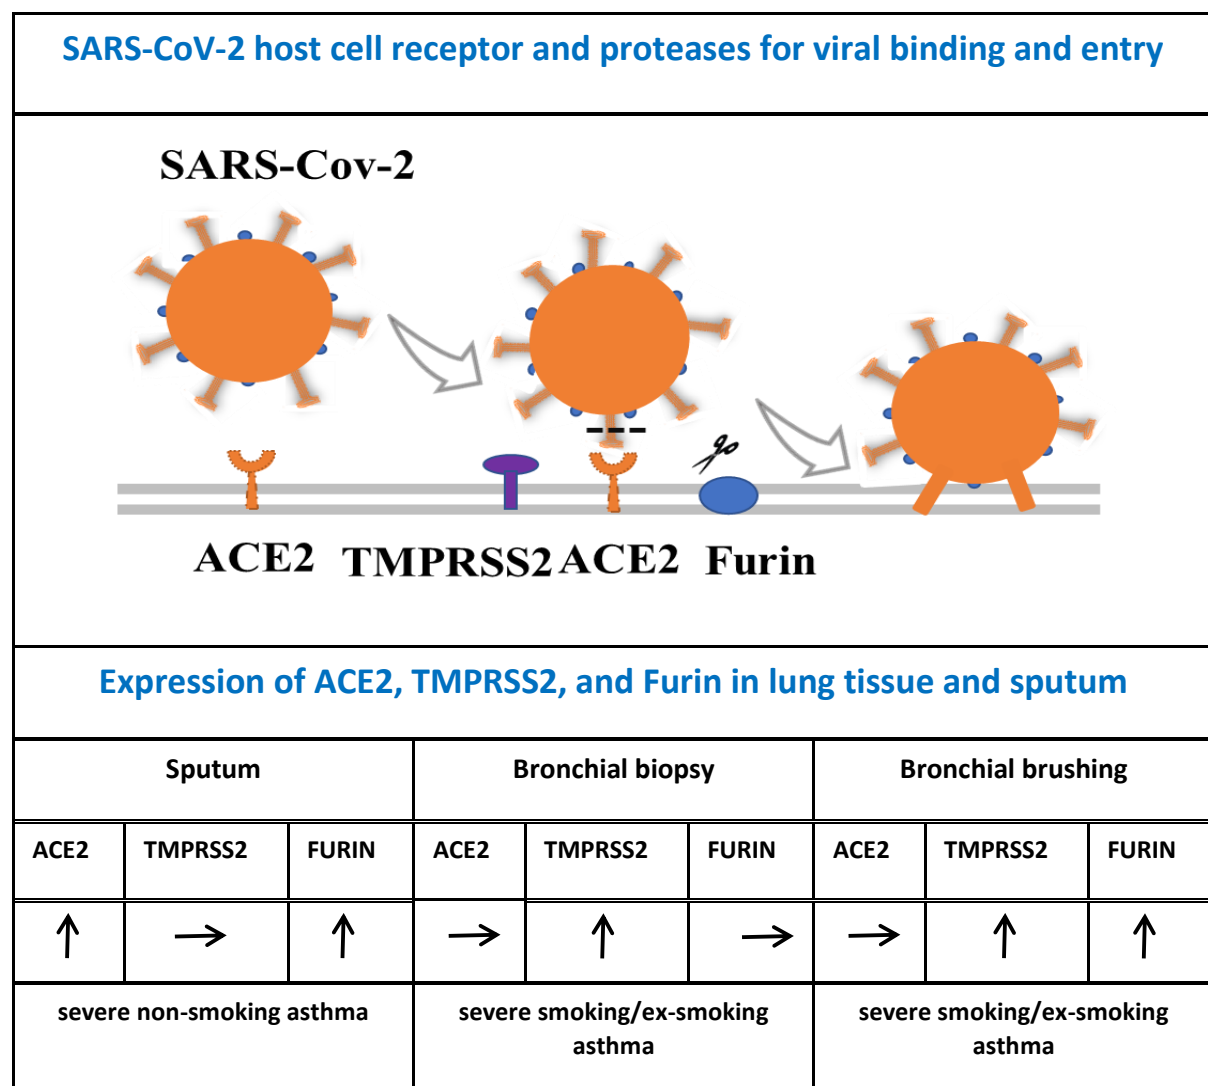 SARS-CoV-2 host cell receptor and proteases for viral binding and entry
SARS-Cov-2
ACE2 TMPRSS2 ACE2 Furin
Expression of ACE2, TMPRSS2, and Furin in lung tissue and sputum
Sputum Bronchial biopsy Bronchial brushing
ACE2 TMPRSS2 FURIN ACE2 TMPRSS2 FURIN ACE2 TMPRSS2 FURIN
↑ → ↑ → ↑ → → ↑ ↑
severe non-smoking asthma severe smoking/ex-smoking severe smoking/ex-smoking
asthma asthma